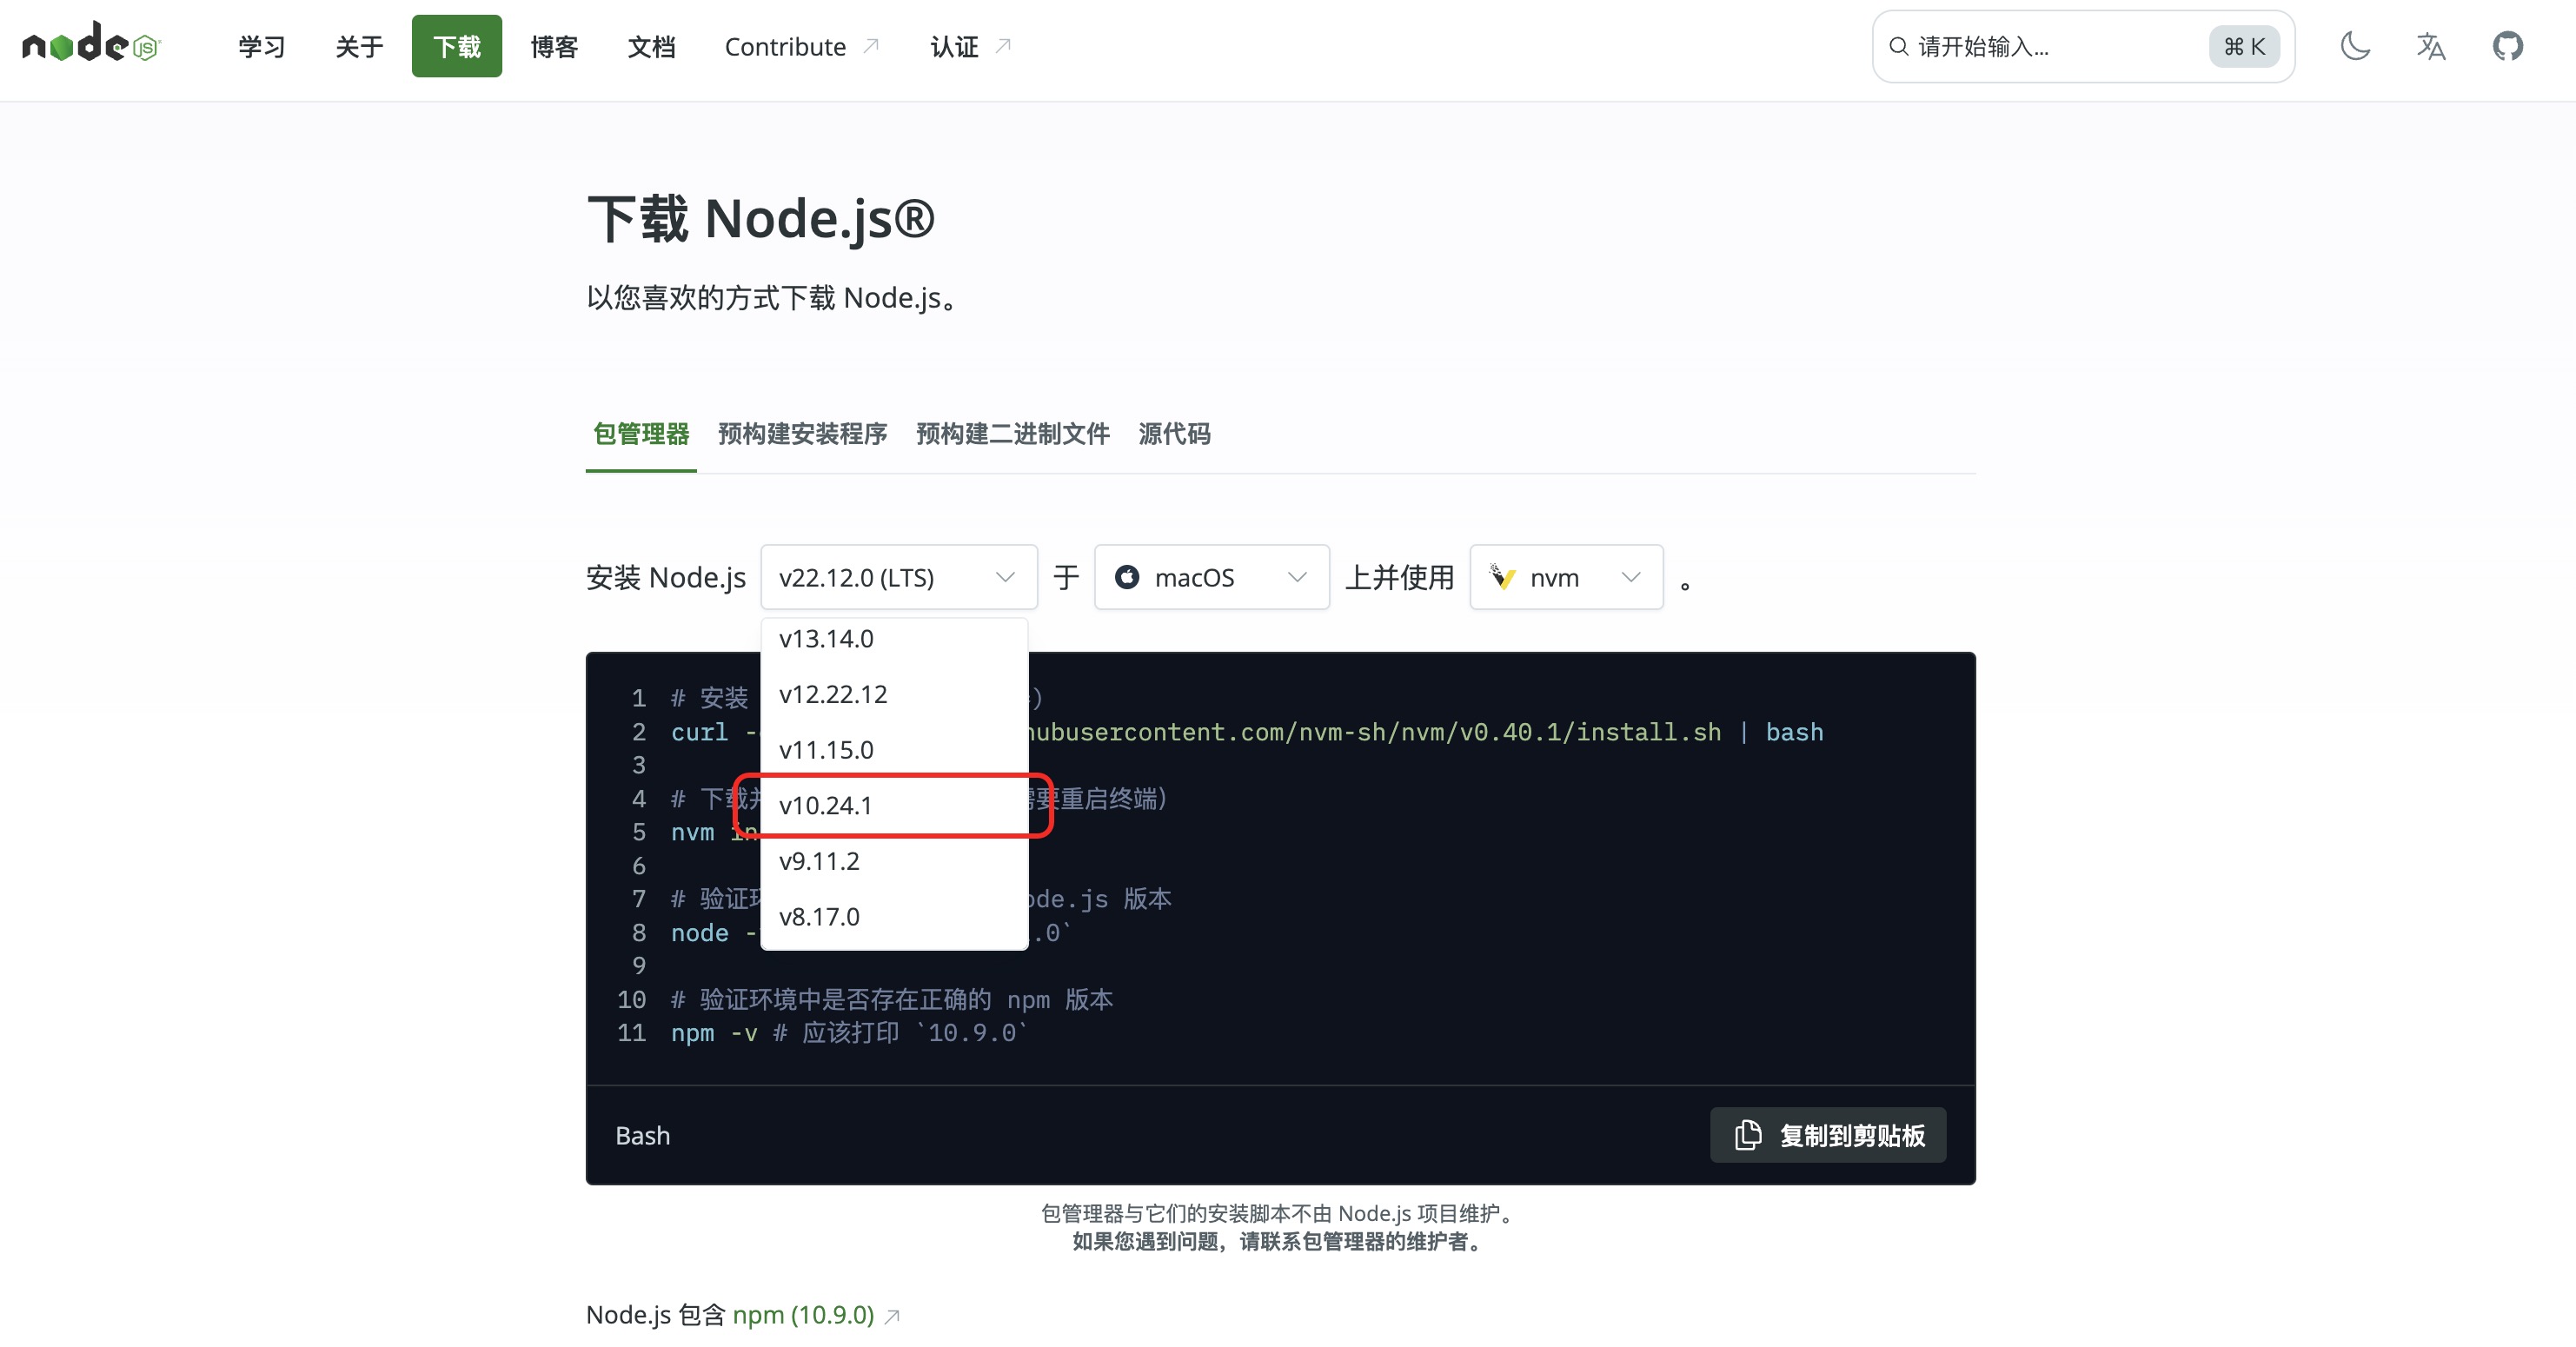 node js
学习 关于 下载 博客 文档 Contribute 认证 请开始输入... ⌘ K
下载 Node.js®
以您喜欢的方式下载 Node.js。
包管理器 预构建安装程序 预构建二进制文件 源代码
安装 Node.js v22.12.0 (LTS) 于 macOS 上并使用 nvm 。
v13.14.0
v12.22.12
v11.15.0
v10.24.1
v9.11.2
v8.17.0
1 # 安装 )
2 curl - hubusercontent.com/nvm-sh/nvm/v0.40.1/install.sh | bash
3
4 # 下载并 需要重启终端）
5 nvm in
6
7 # 验证环 ode.js 版本
8 node - .0`
9
10 # 验证环境中是否存在正确的 npm 版本
11 npm -v # 应该打印 `10.9.0`
Bash 复制到剪贴板
包管理器与它们的安装脚本不由 Node.js 项目维护。
如果您遇到问题，请联系包管理器的维护者。
Node.js 包含 npm (10.9.0)